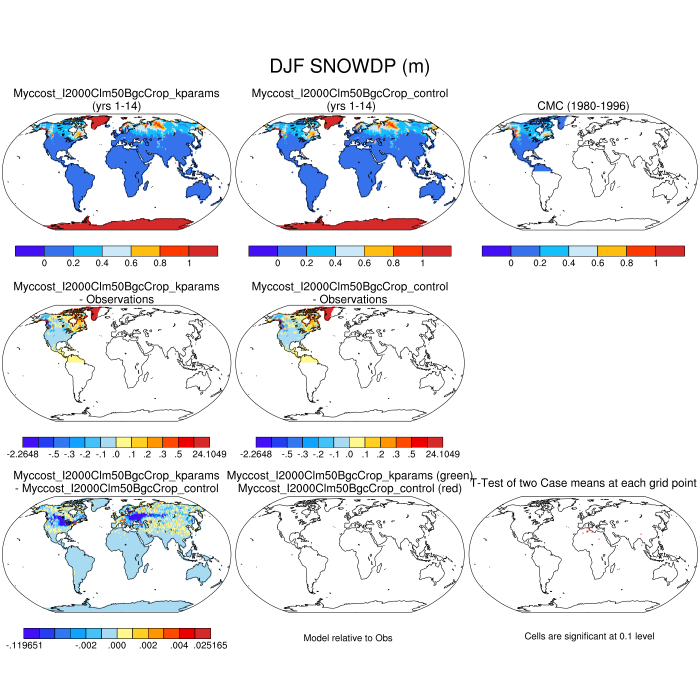 DJF SNOWDP (m)
Myccost_I2000Clm50BgcCrop_kparams
(yrs 1-14)
Myccost_I2000Clm50BgcCrop_control
(yrs 1-14)
CMC (1980-1996)
0 0.2 0.4 0.6 0.8 1
0 0.2 0.4 0.6 0.8 1
0 0.2 0.4 0.6 0.8 1
Myccost_I2000Clm50BgcCrop_kparams
- Observations
Myccost_I2000Clm50BgcCrop_control
- Observations
-2.2648 -.5 -.3 -.2 -.1 .0 .1 .2 .3 .5 24.1049
-2.2648 -.5 -.3 -.2 -.1 .0 .1 .2 .3 .5 24.1049
Myccost_I2000Clm50BgcCrop_kparams
- Myccost_I2000Clm50BgcCrop_control
Myccost_I2000Clm50BgcCrop_kparams (green)
Myccost_I2000Clm50BgcCrop_control (red)
T-Test of two Case means at each grid point
-.119651 -.002 .000 .002 .004 .025165
Model relative to Obs
Cells are significant at 0.1 level